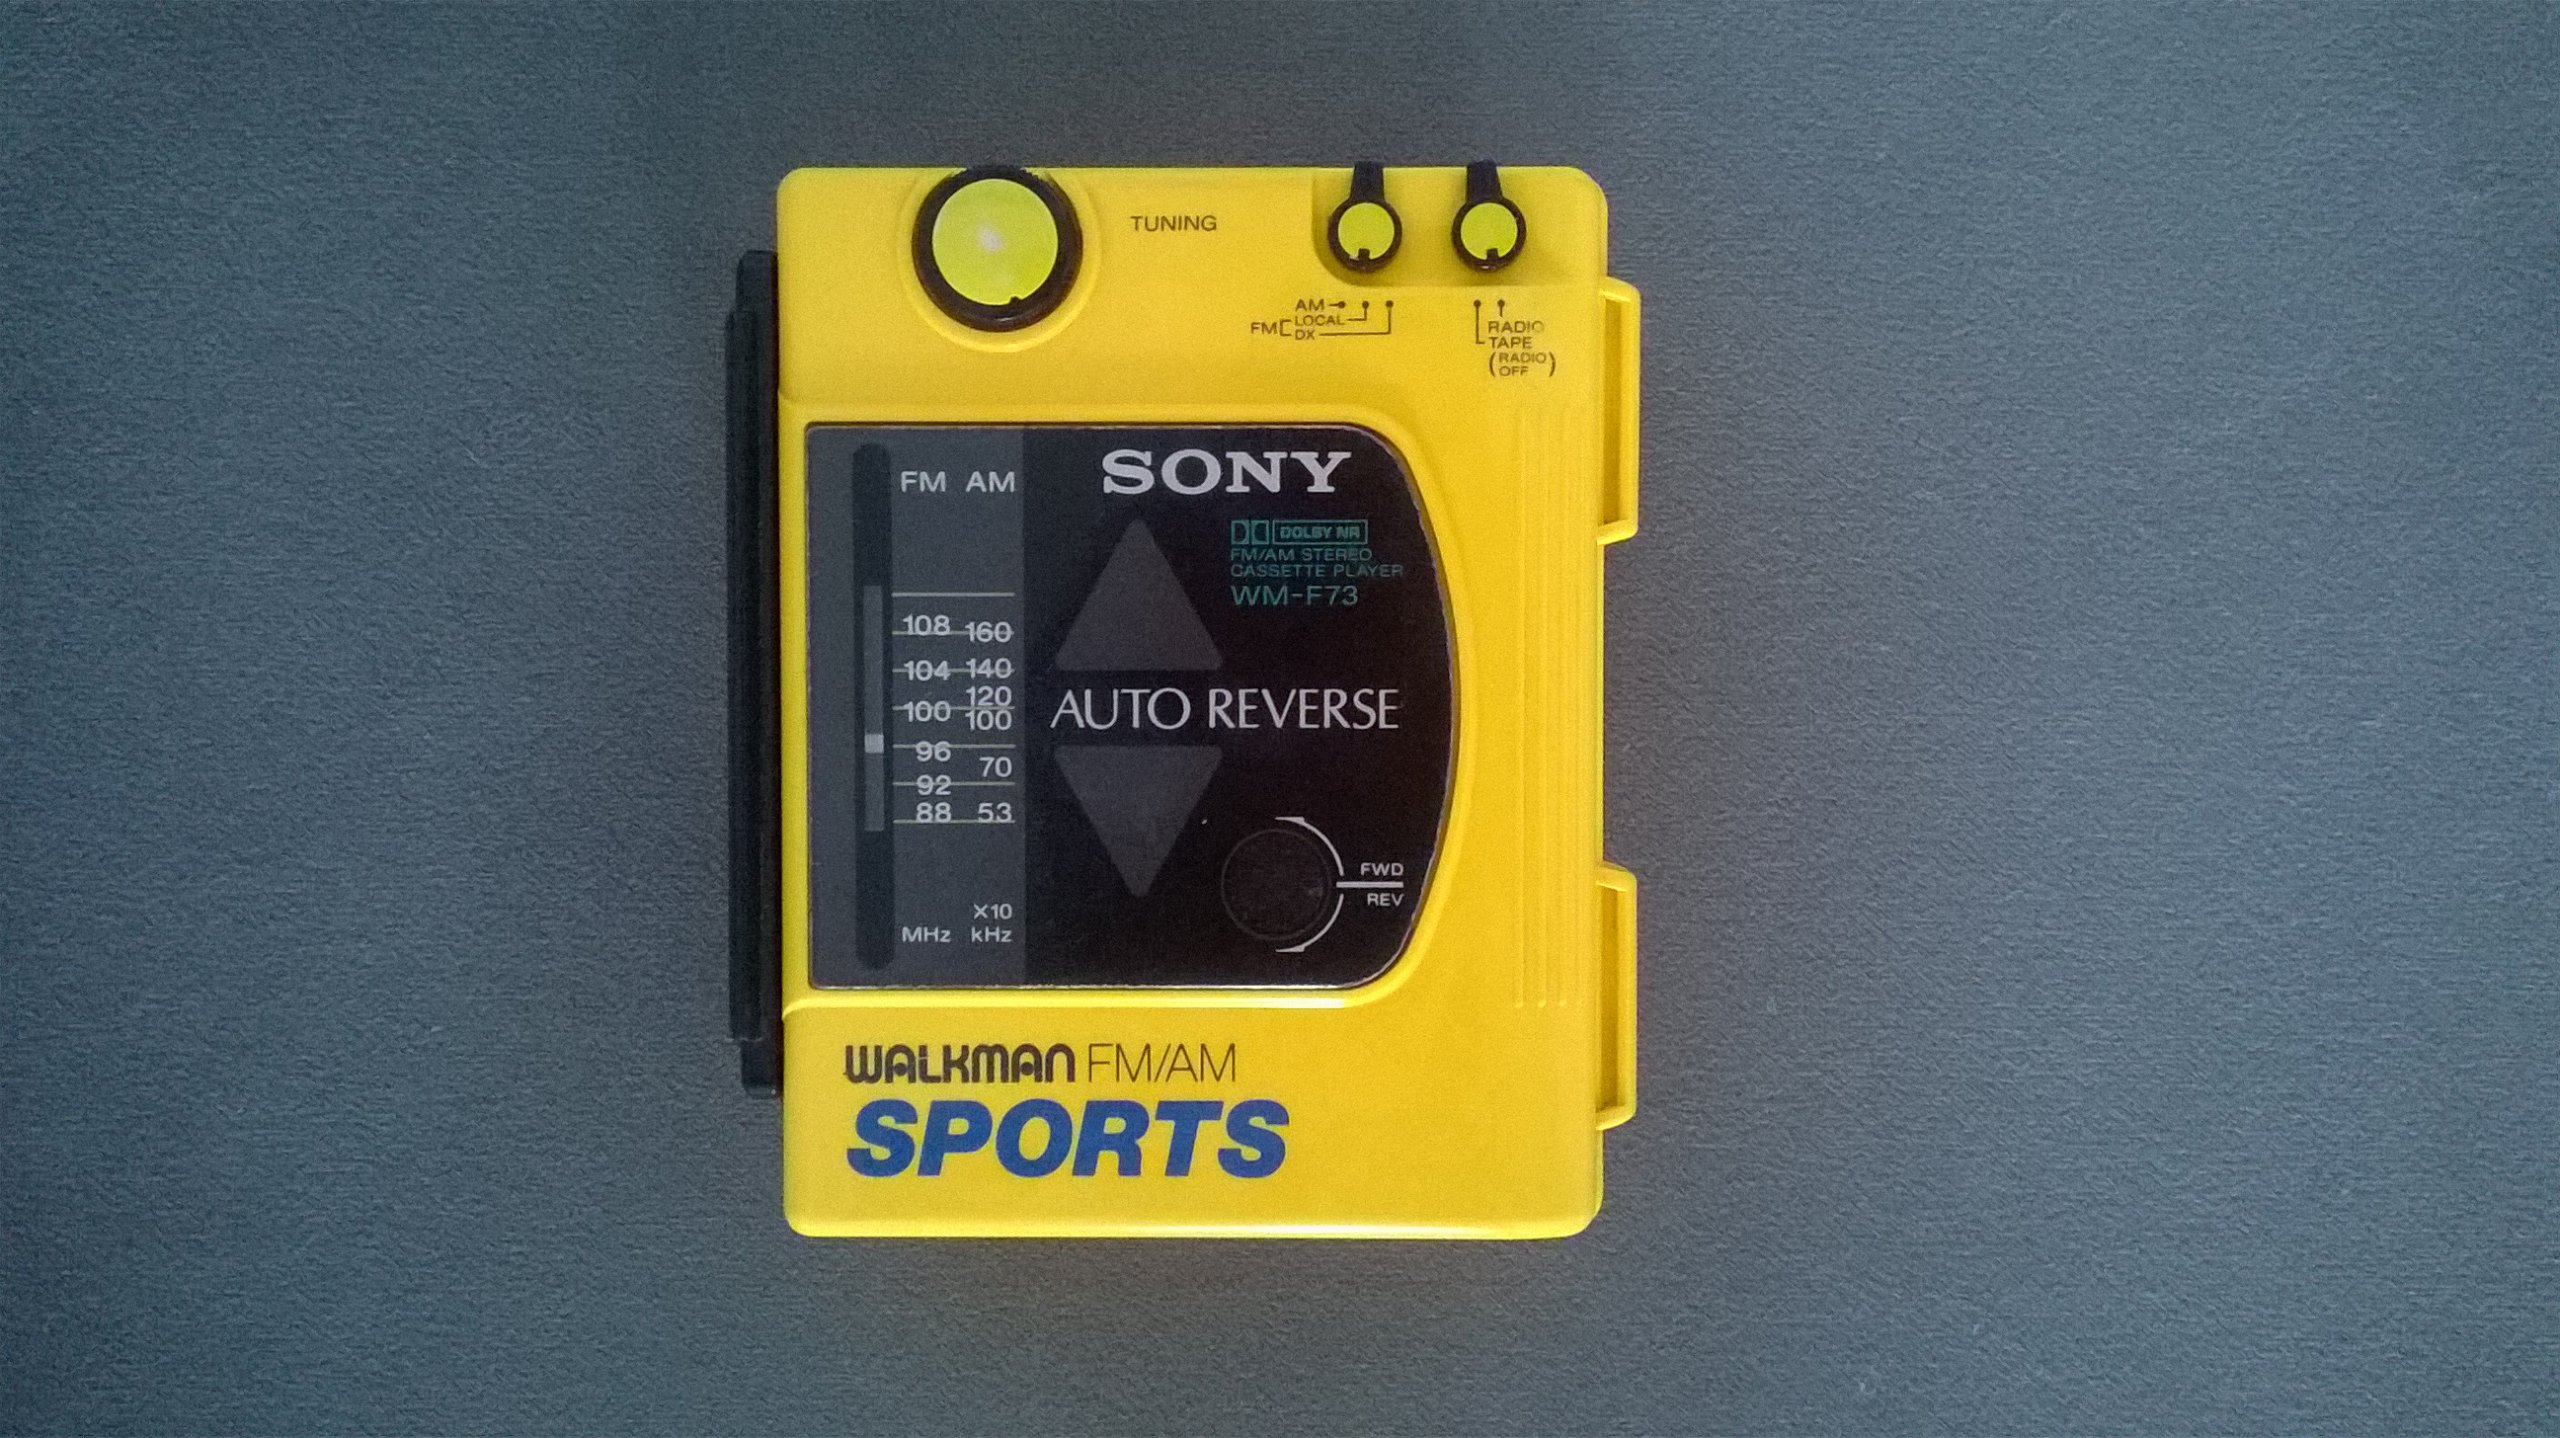 TUNING
AM
FM LOCAL
DX
RADIO
TAPE
(RADIO OFF)
FM AM
108 160
104 140
120
100 100
96
70
92
88 53
×10
MHz kHz
SONY
DOLBY NR
FM/AM STEREO
CASSETTE PLAYER
WM-F73
AUTO REVERSE
FWD
REV
WALKMAN FM/AM
SPORTS